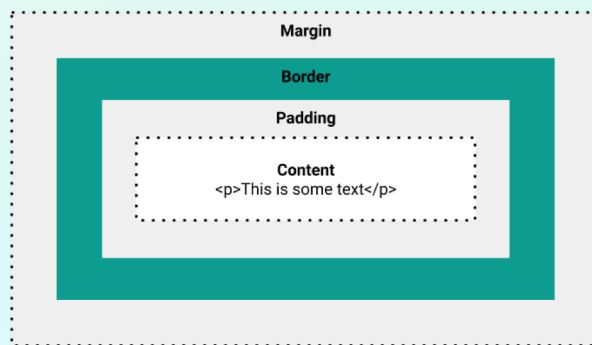 Margin
Border
Padding
Content
<p>This is some text</p>